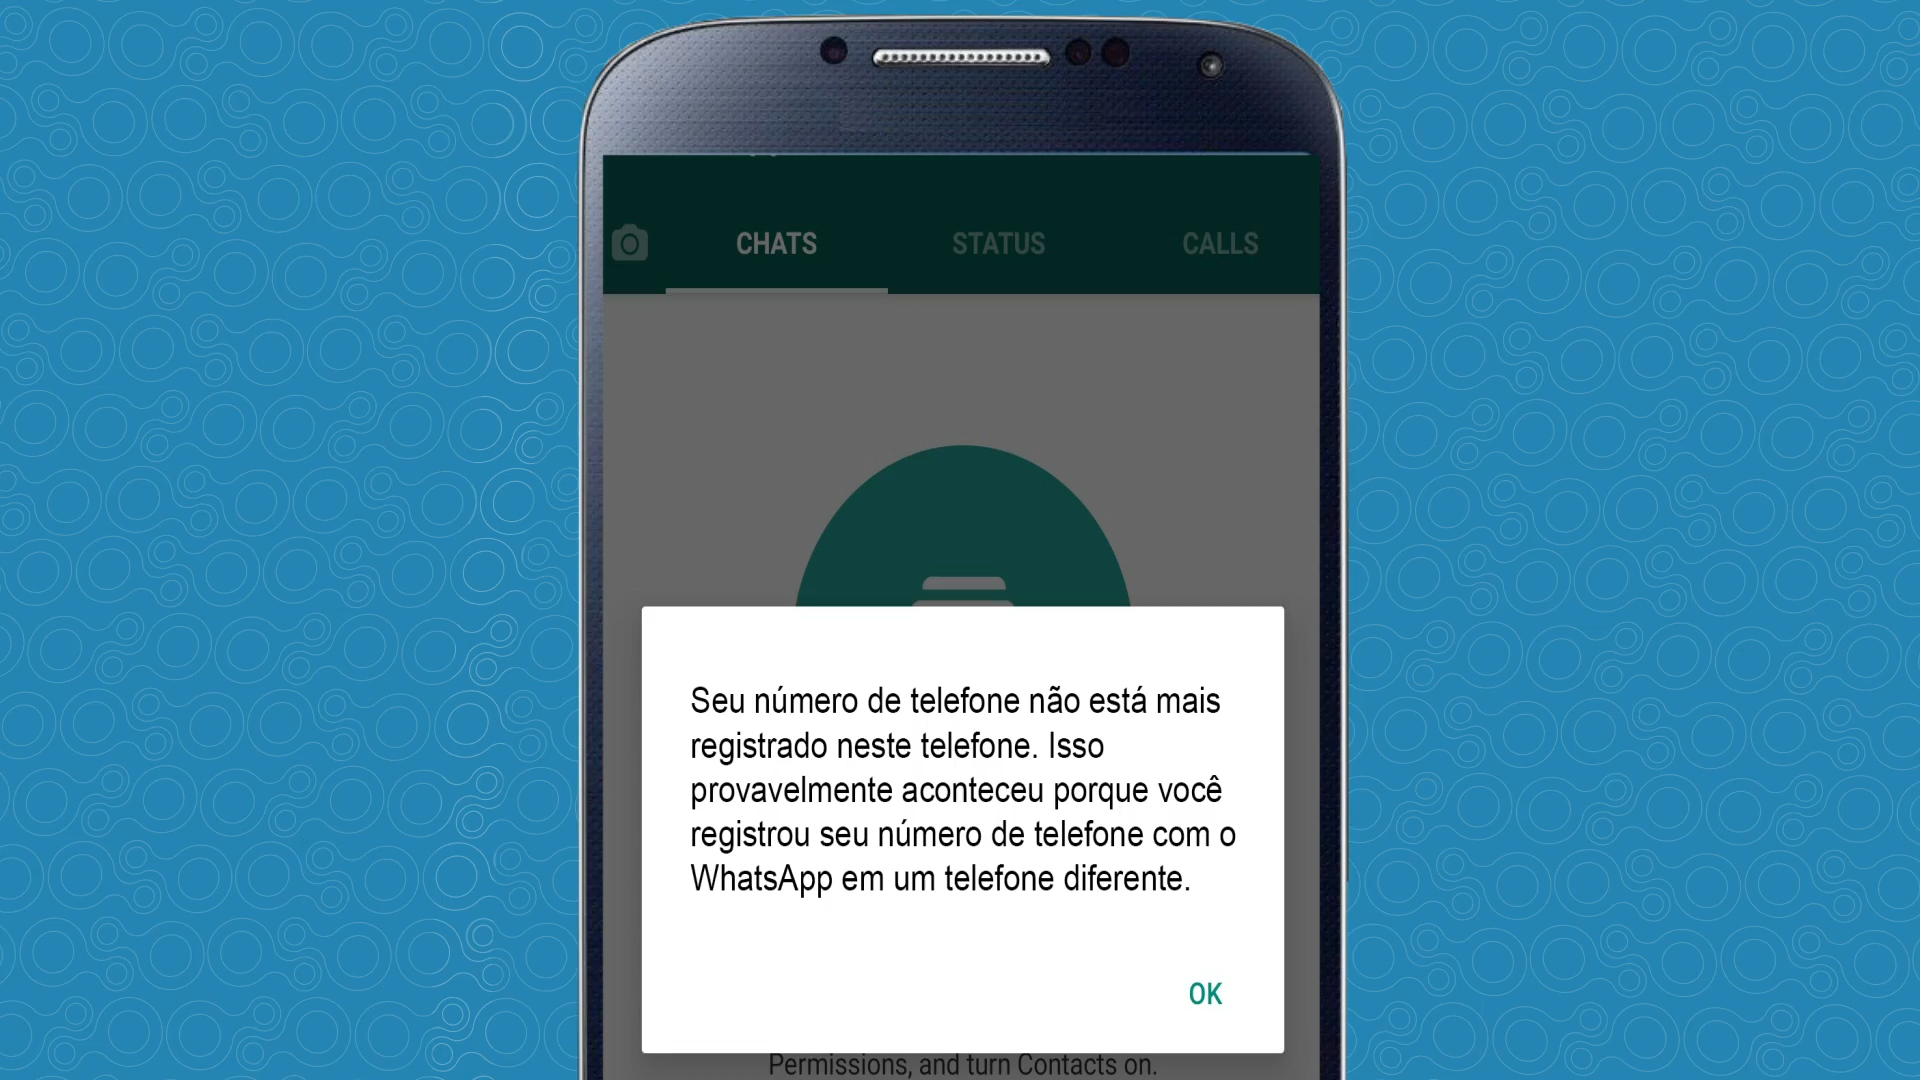 CHATS STATUS CALLS
Seu número de telefone não está mais
registrado neste telefone. Isso
provavelmente aconteceu porque você
registrou seu número de telefone com o
WhatsApp em um telefone diferente.
OK
Permissions, and turn Contacts on.